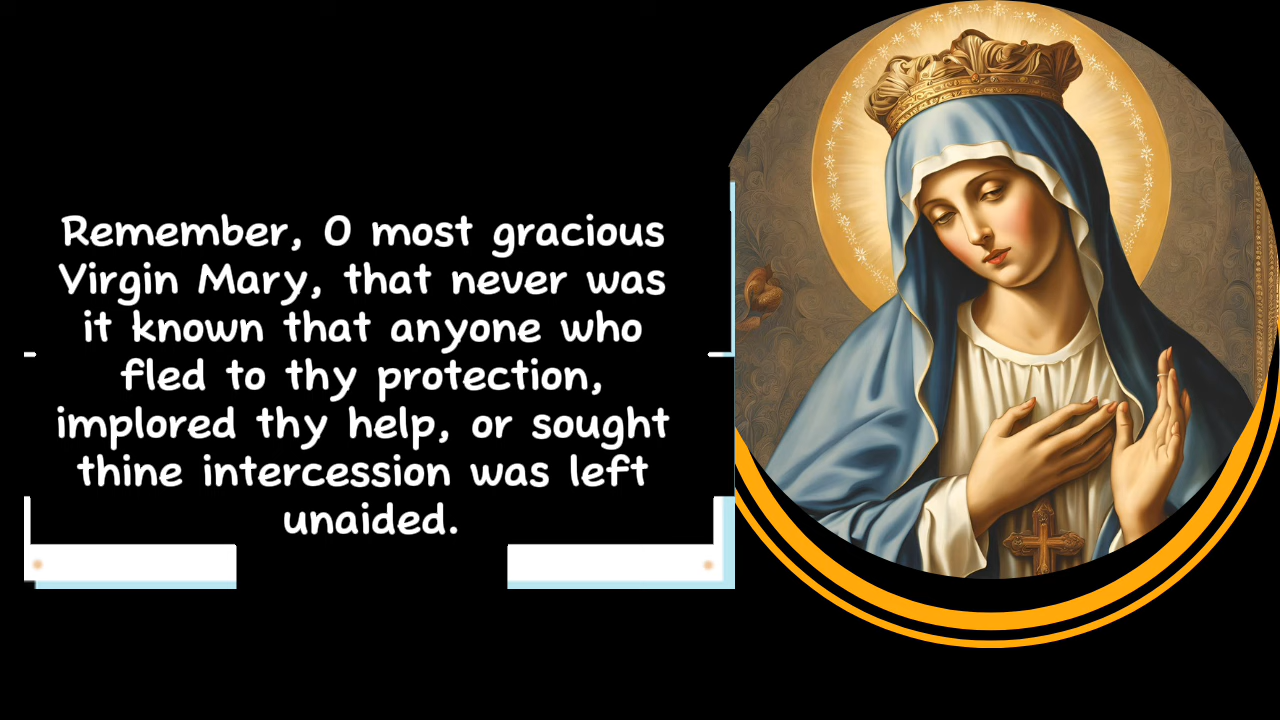 Remember, O most gracious
Virgin Mary, that never was
it known that anyone who
fled to thy protection,
implored thy help, or sought
thine intercession was left
unaided.